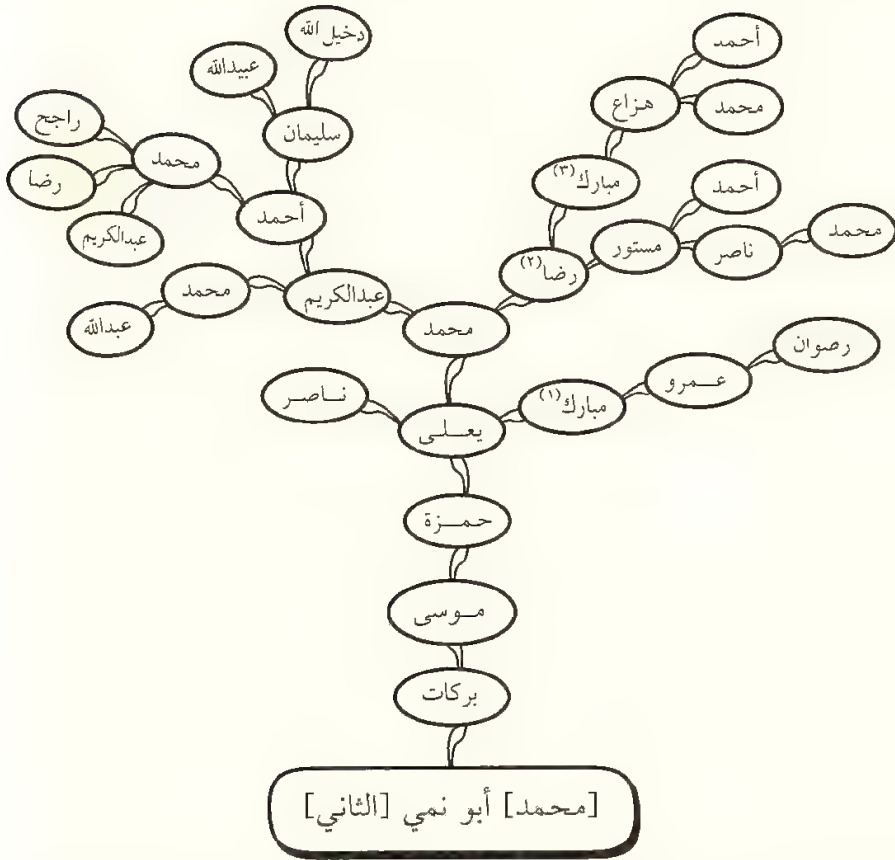 دخيل الله
أحمد
عبيدالله
هزاع
محمد
راجح
سليمان
محمد
مبارك (٣)
أحمد
رضا
أحمد
محمد
عبدالكريم
مستور
ناصر
رضا (٢)
محمد
عبدالكريم
محمد
عبدالله
رصوان
ناصر
عمرو
مبارك (١)
يعلى
حمزة
موسى
بركات
[محمد] أبو نمي [الثاني]